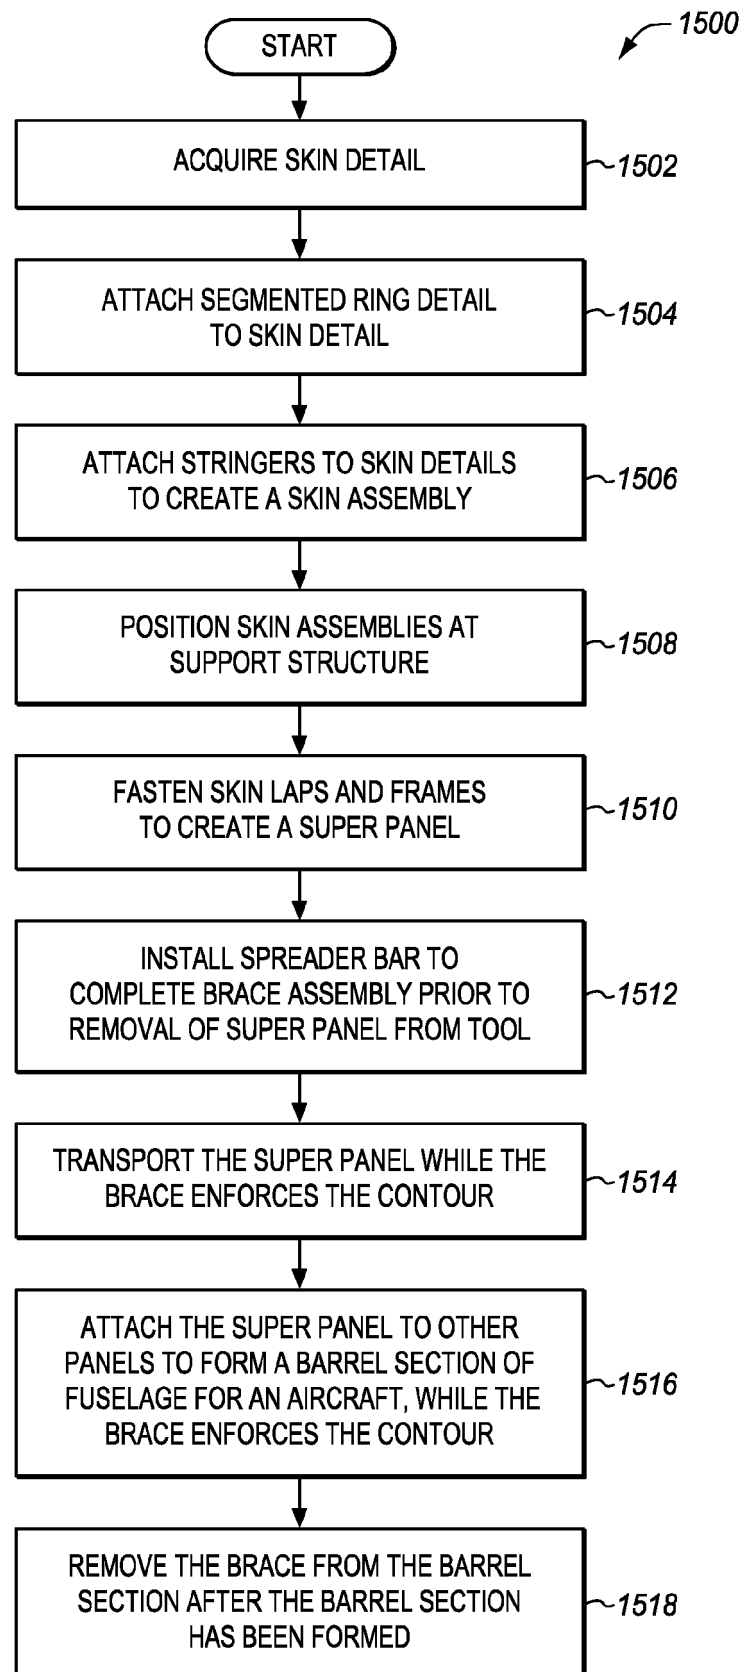 1500
START
ACQUIRE SKIN DETAIL
1502
ATTACH SEGMENTED RING DETAIL
TO SKIN DETAIL
1504
ATTACH STRINGERS TO SKIN DETAILS
TO CREATE A SKIN ASSEMBLY
1506
POSITION SKIN ASSEMBLIES AT
SUPPORT STRUCTURE
1508
FASTEN SKIN LAPS AND FRAMES
TO CREATE A SUPER PANEL
1510
INSTALL SPREADER BAR TO
COMPLETE BRACE ASSEMBLY PRIOR TO
REMOVAL OF SUPER PANEL FROM TOOL
1512
TRANSPORT THE SUPER PANEL WHILE THE
BRACE ENFORCES THE CONTOUR
1514
ATTACH THE SUPER PANEL TO OTHER
PANELS TO FORM A BARREL SECTION OF
FUSELAGE FOR AN AIRCRAFT, WHILE THE
BRACE ENFORCES THE CONTOUR
1516
REMOVE THE BRACE FROM THE BARREL
SECTION AFTER THE BARREL SECTION
HAS BEEN FORMED
1518